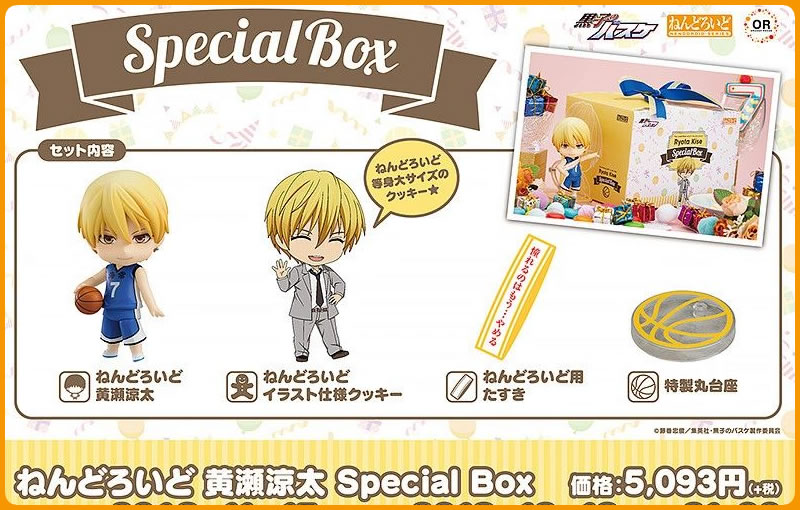 Special Box
黒子のバスケ
ねんどろいど
NENDOROID SERIES
OR
Ryota Kise
Special Box
セット内容
ねんどろいど
等身大サイズの
クッキー★
7
憧れるのはもう…やめる
ねんどろいど
黄瀬涼太
ねんどろいど
イラスト仕様クッキー
ねんどろいど用
たすき
特製丸台座
©藤巻忠俊／集英社・黒子のバスケ製作委員会
ねんどろいど 黄瀬涼太 Special Box 価格:5,093円(+税)